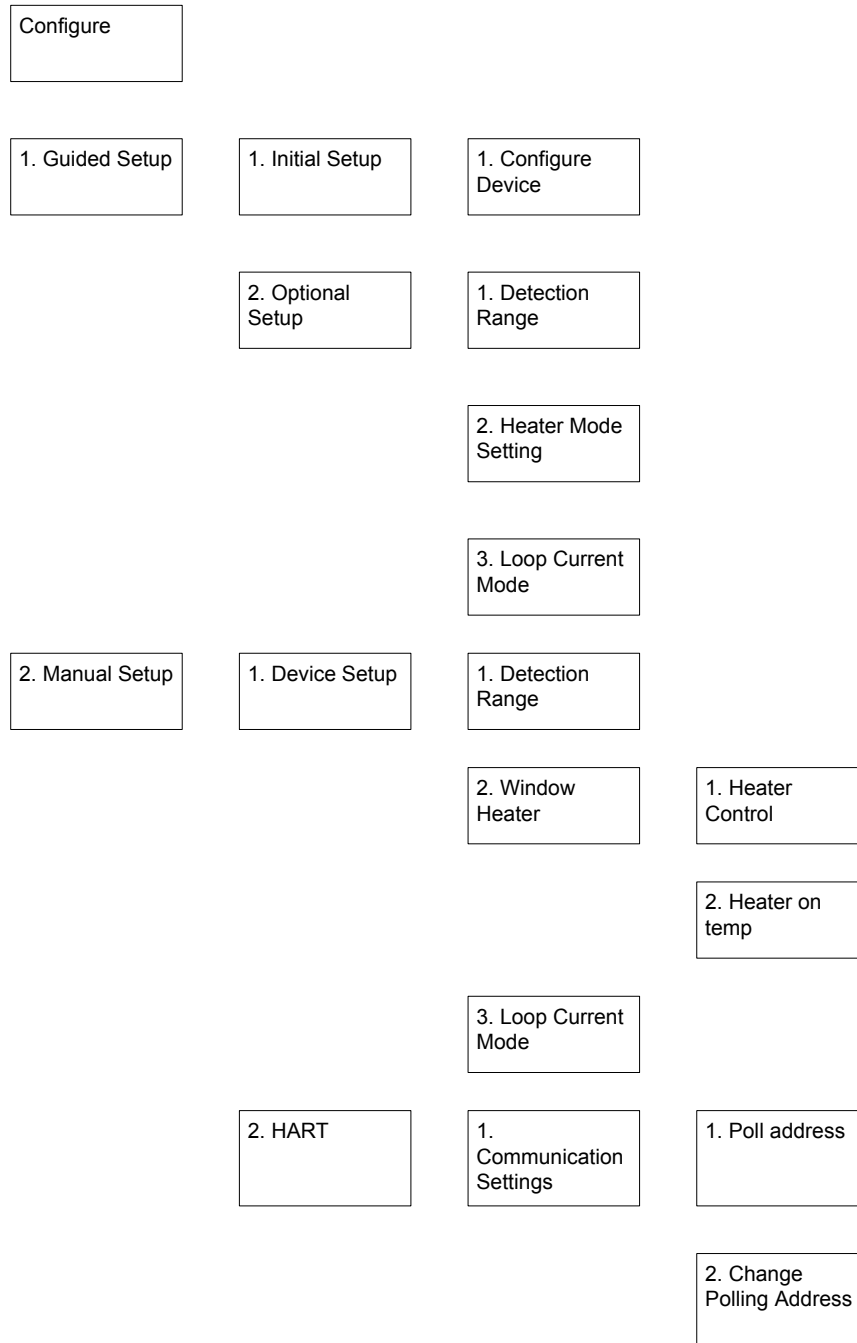 Configure
1. Guided Setup
1. Initial Setup
1. Configure
Device
2. Optional
Setup
1. Detection
Range
2. Heater Mode
Setting
3. Loop Current
Mode
2. Manual Setup
1. Device Setup
1. Detection
Range
2. Window
Heater
1. Heater
Control
2. Heater on
temp
3. Loop Current
Mode
2. HART
1.
Communication
Settings
1. Poll address
2. Change
Polling Address